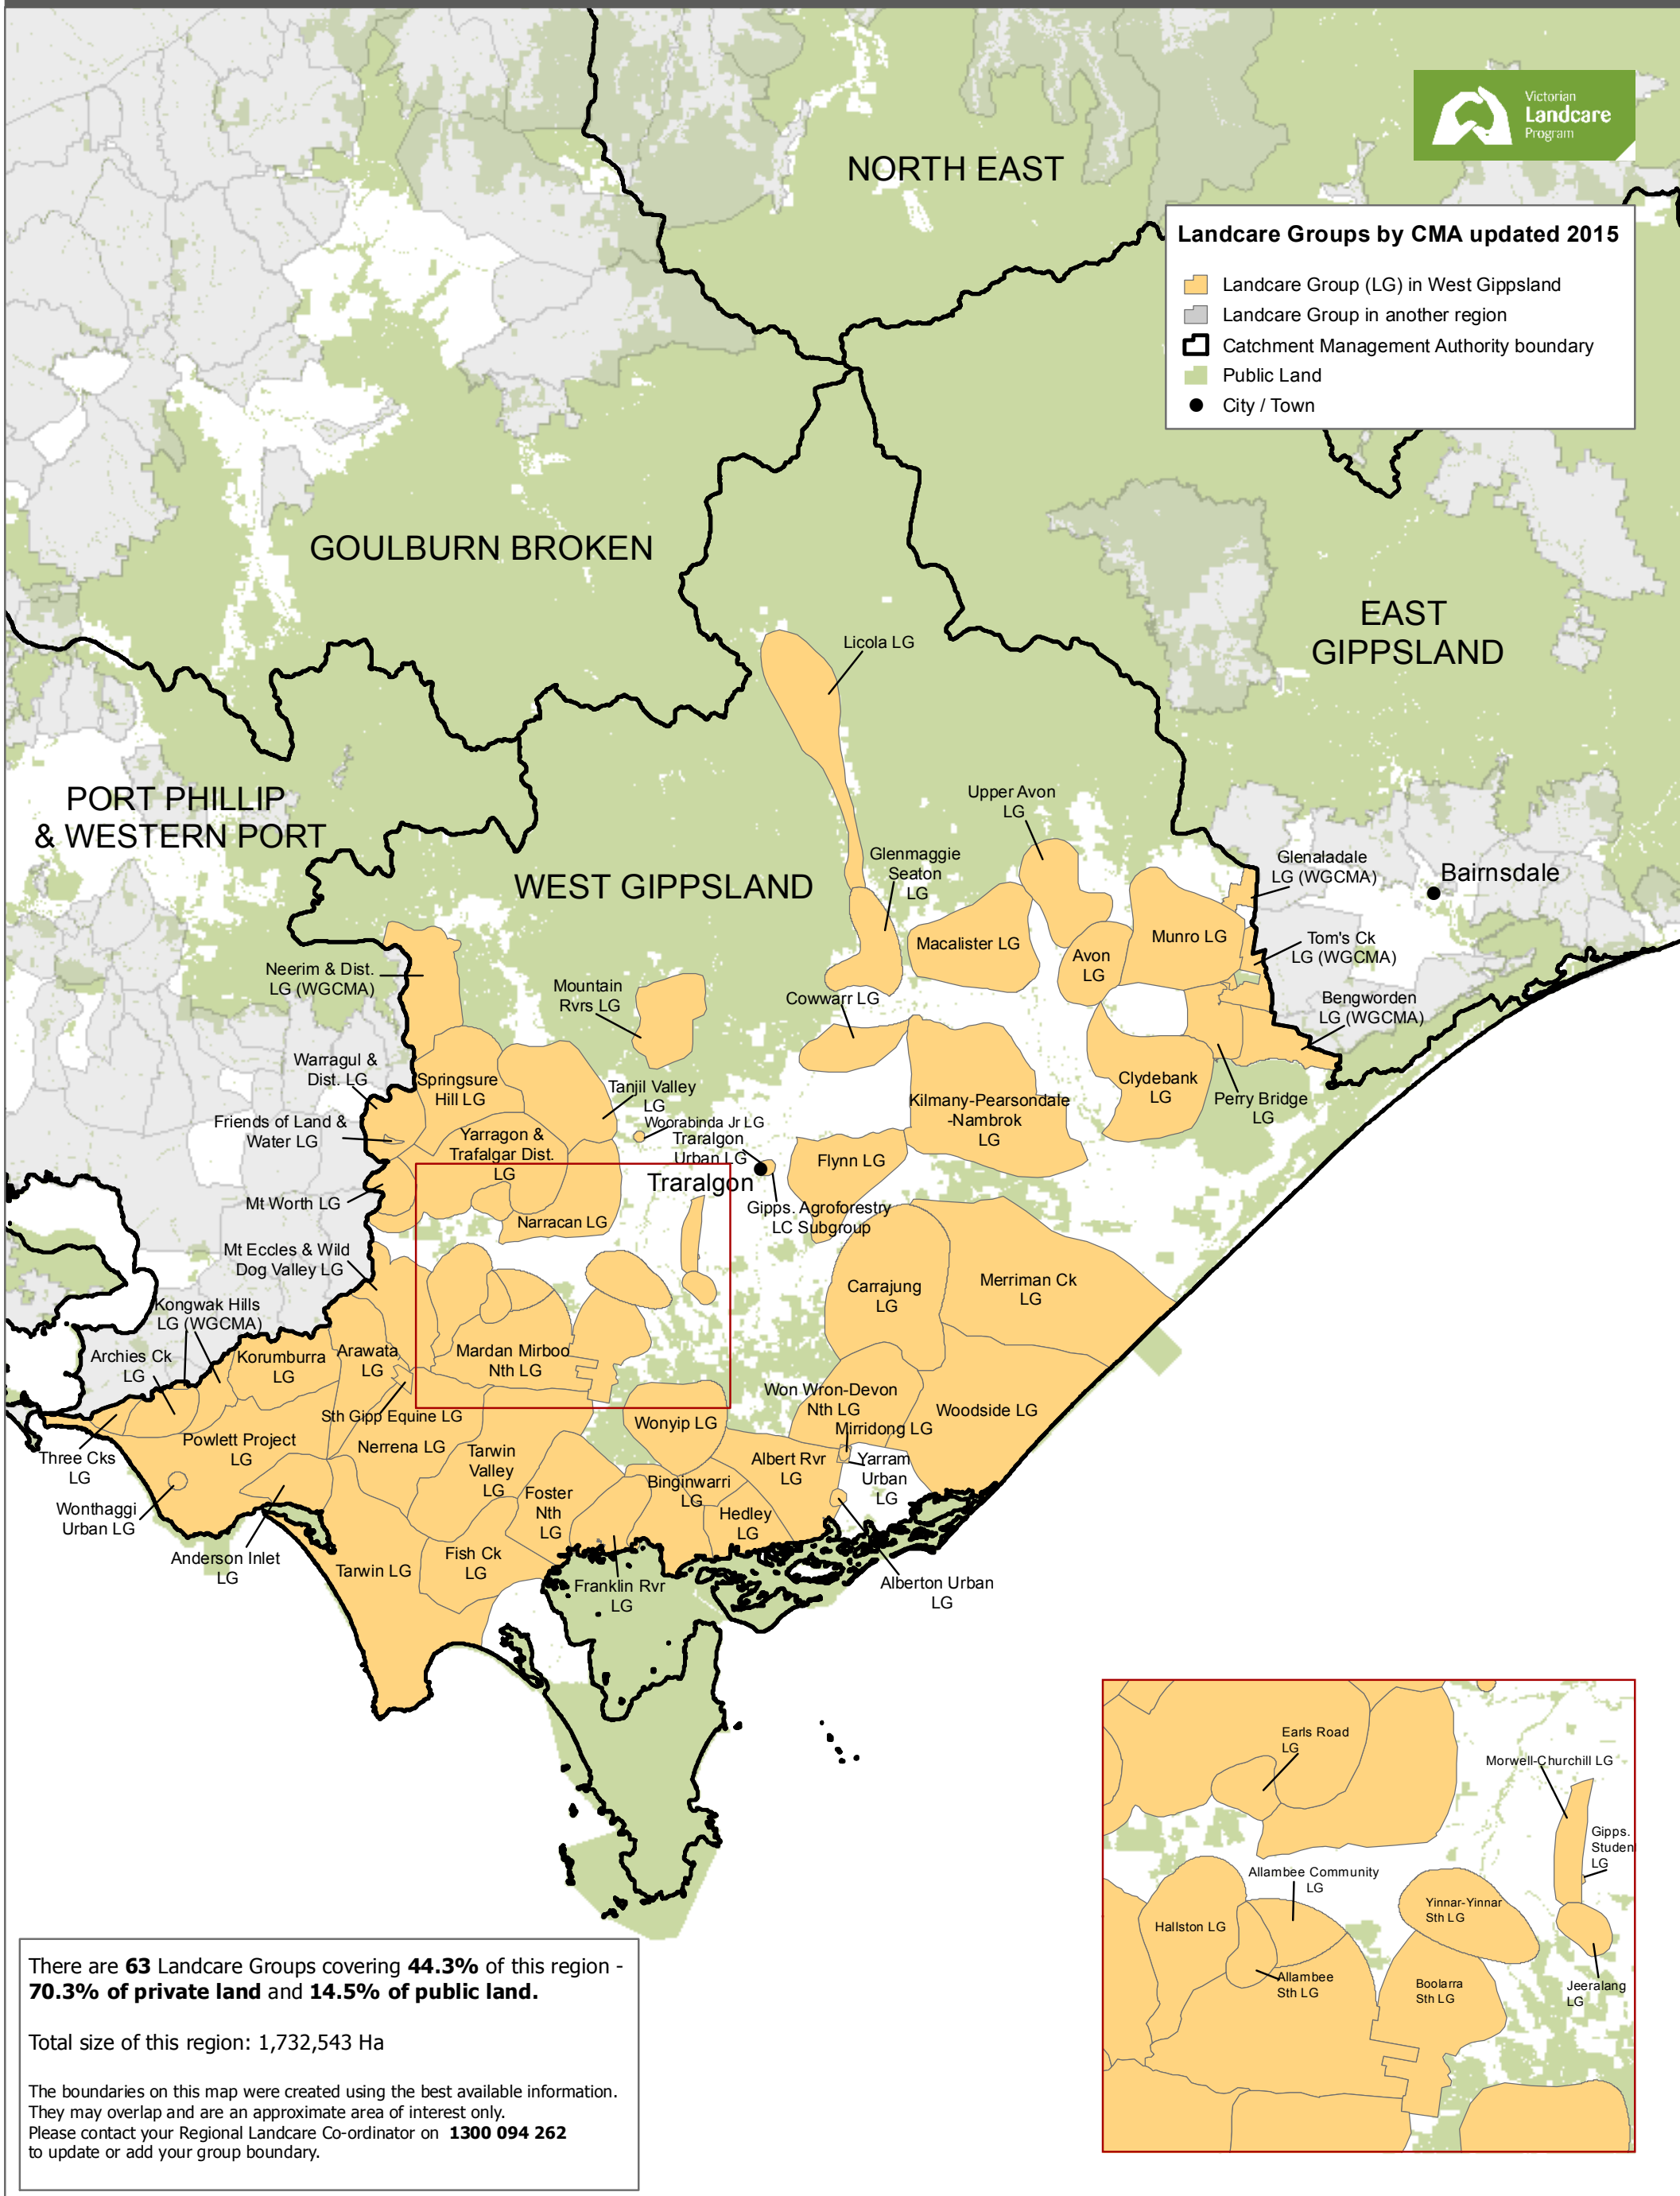 Victorian
Landcare
Program
NORTH EAST
Landcare Groups by CMA updated 2015
Landcare Group (LG) in West Gippsland
Landcare Group in another region
Catchment Management Authority boundary
Public Land
City / Town
GOULBURN BROKEN
EAST
GIPPSLAND
Licola LG
PORT PHILLIP
& WESTERN PORT
Upper Avon
LG
WEST GIPPSLAND
Glenmaggie
Seaton
LG
Glenaladale
LG (WGCMA)
Bairnsdale
Macalister LG
Munro LG
Avon
LG
Tom's Ck
LG (WGCMA)
Neerim & Dist.
LG (WGCMA)
Mountain
Rvrs LG
Cowwarr LG
Bengworden
LG (WGCMA)
Warragul &
Dist. LG
Springsure
Hill LG
Tanjil Valley
LG
Clydebank
LG
Perry Bridge
LG
Kilmany-Pearsondale
-Nambrok
LG
Friends of Land &
Water LG
Woorabinda Jr LG
Yarragon &
Trafalgar Dist.
LG
Traralgon
Urban LG
Flynn LG
Traralgon
Mt Worth LG
Narracan LG
Gipps. Agroforestry
LC Subgroup
Mt Eccles & Wild
Dog Valley LG
Carrajung
LG
Merriman Ck
LG
Kongwak Hills
LG (WGCMA)
Archies Ck
LG
Korumburra
LG
Arawata
LG
Mardan Mirboo
Nth LG
Won Wron-Devon
Nth LG
Woodside LG
Sth Gipp Equine LG
Wonyip LG
Mirridong LG
Three Cks
LG
Powlett Project
LG
Nerrena LG
Tarwin
Valley
LG
Albert Rvr
LG
Yarram
Urban
LG
Wonthaggi
Urban LG
Foster
Nth
LG
Binginwarri
LG
Hedley
LG
Anderson Inlet
LG
Tarwin LG
Fish Ck
LG
Franklin Rvr
LG
Alberton Urban
LG
Earls Road
LG
Morwell-Churchill LG
Gipps.
Studen
LG
Allambee Community
LG
Hallston LG
Yinnar-Yinnar
Sth LG
Allambee
Sth LG
Boolarra
Sth LG
Jeeralang
LG
There are 63 Landcare Groups covering 44.3% of this region -
70.3% of private land and 14.5% of public land.
Total size of this region: 1,732,543 Ha
The boundaries on this map were created using the best available information.
They may overlap and are an approximate area of interest only.
Please contact your Regional Landcare Co-ordinator on 1300 094 262
to update or add your group boundary.